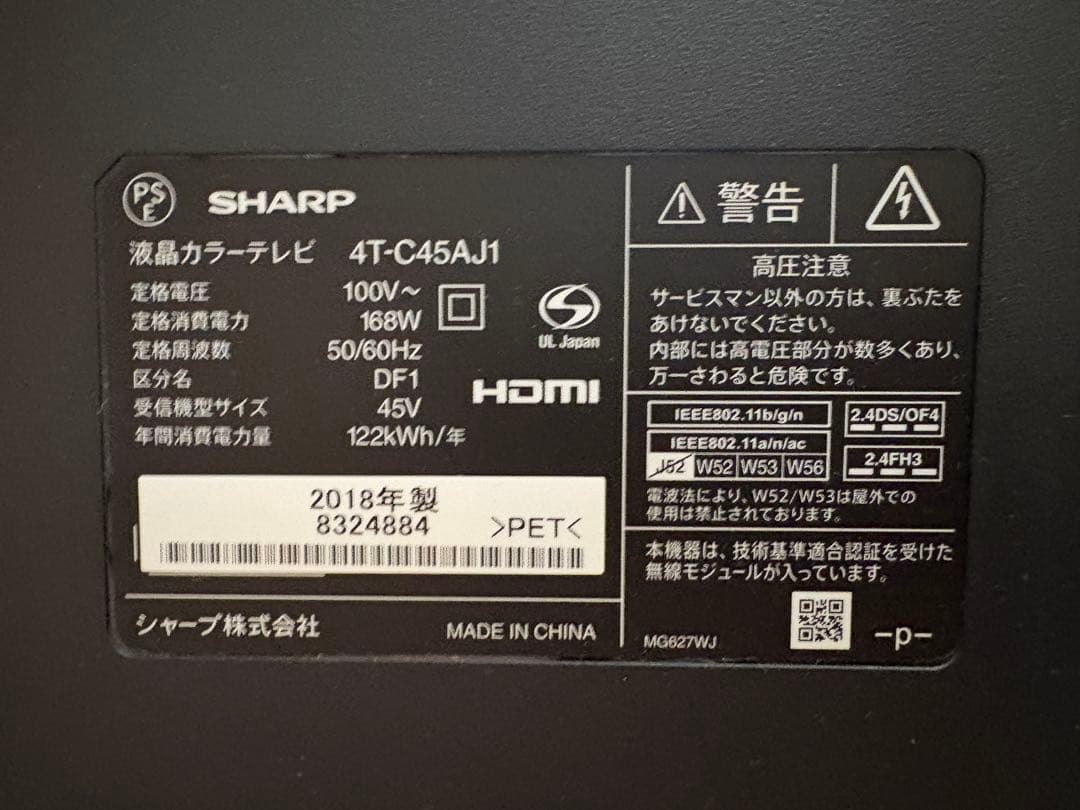 PSE
SHARP
液晶カラーテレビ 4T-C45AJ1
定格電圧 100V～
定格消費電力 168W
定格周波数 50/60Hz
区分名 DF1
受信機型サイズ 45V
年間消費電力量 122kWh/年
UL Japan
HDMI
2018年製
8324884
>PET<
シャープ株式会社
MADE IN CHINA
警告
高圧注意
サービスマン以外の方は、裏ぶたを
あけないでください。
内部には高電圧部分が数多くあり、
万一さわると危険です。
IEEE802.11b/g/n
IEEE802.11a/n/ac
J52 W52 W53 W56
2.4DS/OF4
2.4FH3
電波法により、W52/W53は屋外での
使用は禁止されております。
本機器は、技術基準適合認証を受けた
無線モジュールが入っています。
MG627WJ
-p-